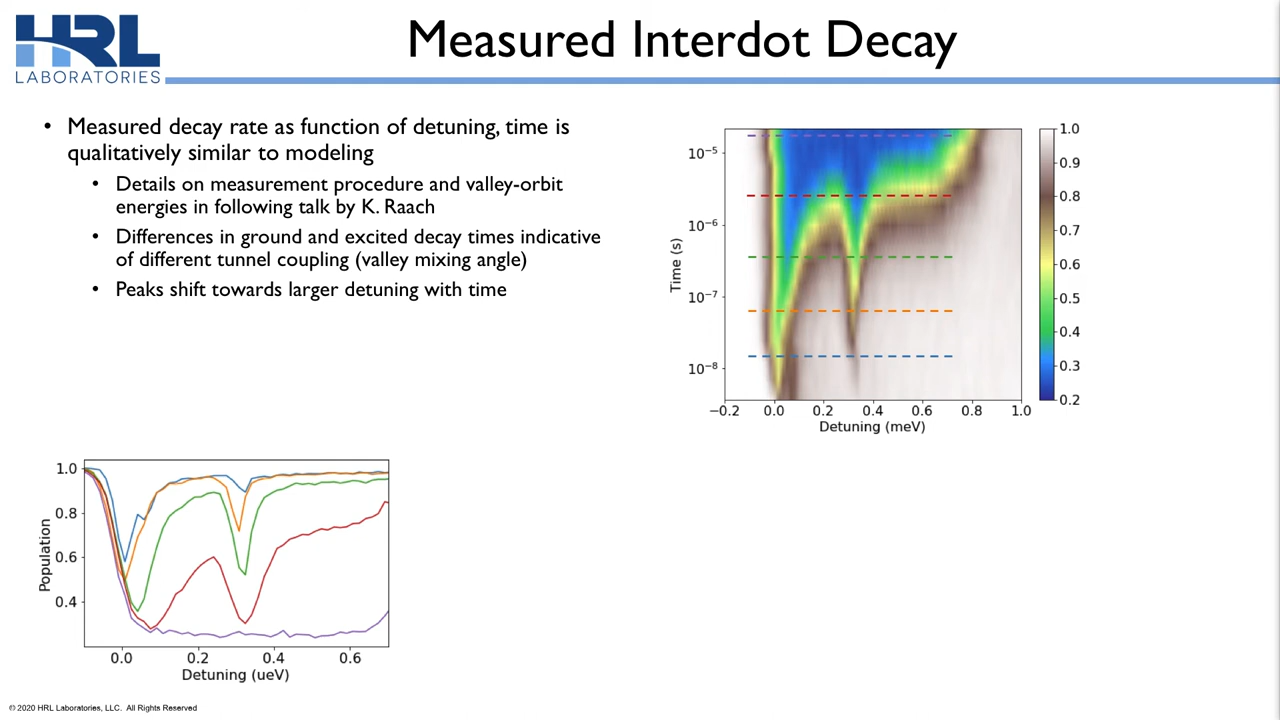 HRL
LABORATORIES
Measured Interdot Decay
• Measured decay rate as function of detuning, time is
qualitatively similar to modeling
• Details on measurement procedure and valley-orbit
energies in following talk by K. Raach
• Differences in ground and excited decay times indicative
of different tunnel coupling (valley mixing angle)
• Peaks shift towards larger detuning with time
Time (s)
10⁻⁵
10⁻⁶
10⁻⁷
10⁻⁸
−0.2 0.0 0.2 0.4 0.6 0.8 1.0
Detuning (meV)
1.0
0.9
0.8
0.7
0.6
0.5
0.4
0.3
0.2
Population
1.0
0.8
0.6
0.4
0.0 0.2 0.4 0.6
Detuning (ueV)
© 2020 HRL Laboratories, LLC. All Rights Reserved